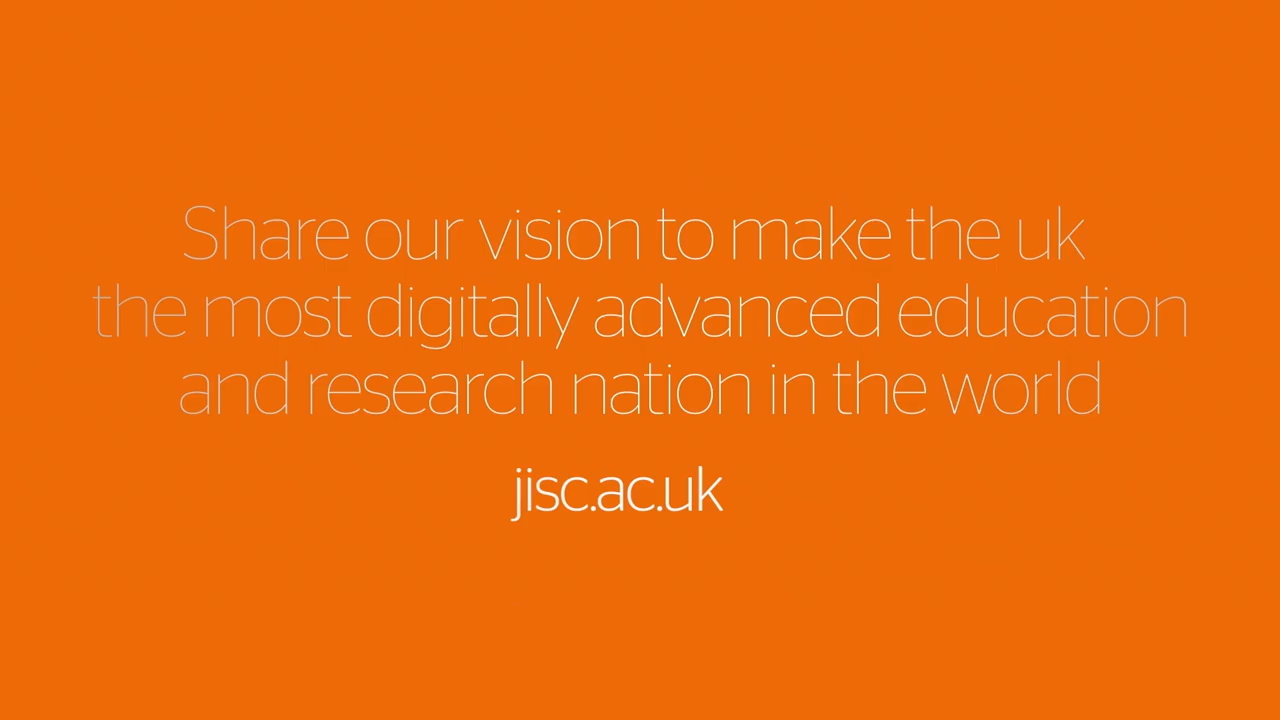 Share our vision to make the uk
the most digitally advanced education
and research nation in the world
jisc.ac.uk